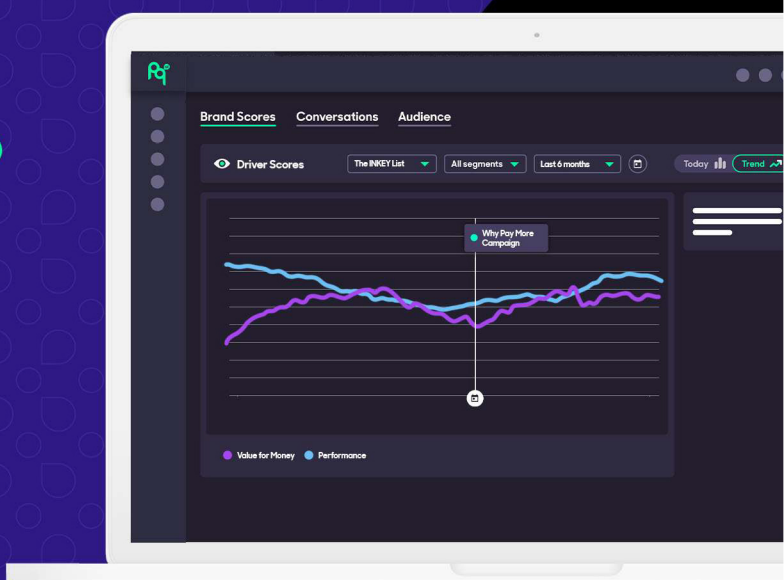 Pq
Brand Scores Conversations Audience
Driver Scores The INKEY List All segments Last 6 months Today Trend
Why Pay More
Campaign
Value for Money Performance